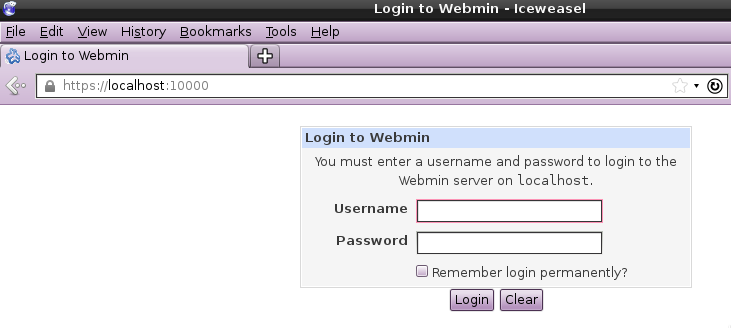 Login to Webmin - Iceweasel
File Edit View History Bookmarks Tools Help
Login to Webmin
https://localhost:10000
Login to Webmin
You must enter a username and password to login to the
Webmin server on localhost.
Username
Password
Remember login permanently?
Login Clear